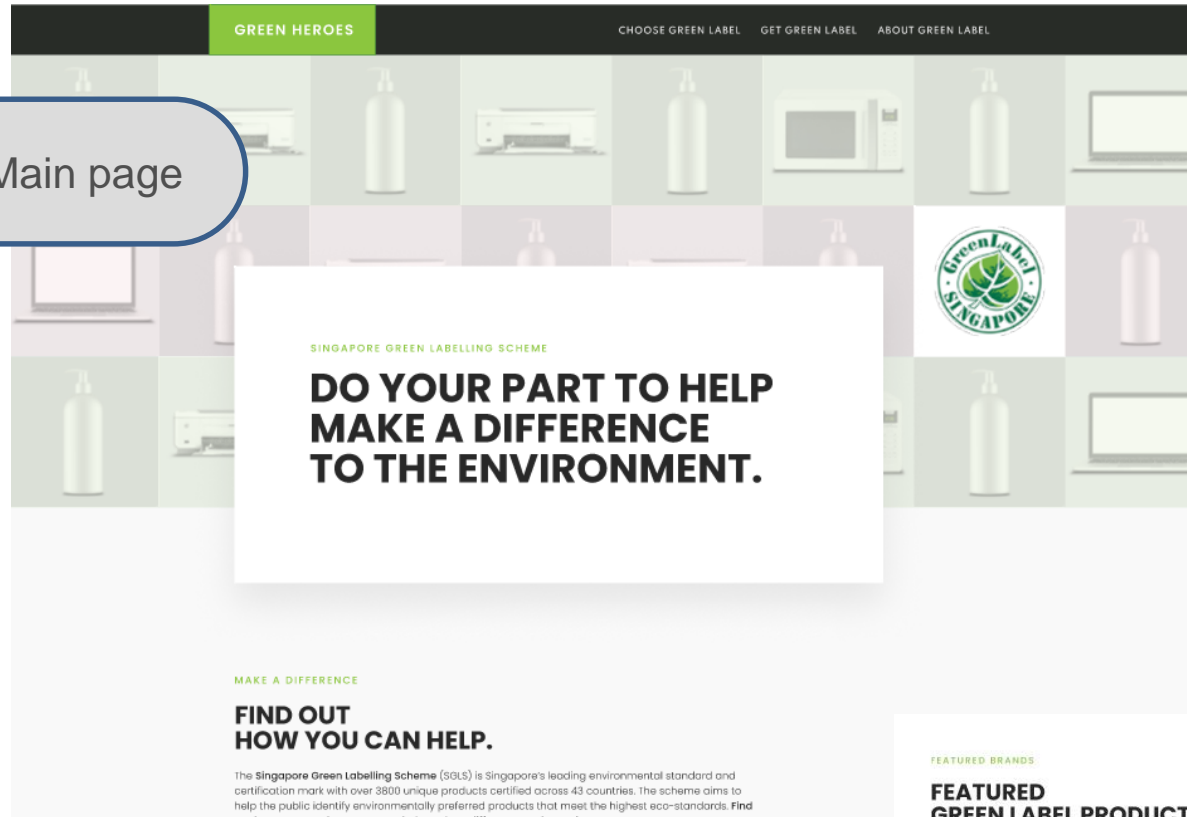 GREEN HEROES
CHOOSE GREEN LABEL GET GREEN LABEL ABOUT GREEN LABEL
Main page
GreenLabel
SINGAPORE
SINGAPORE GREEN LABELLING SCHEME
DO YOUR PART TO HELP
MAKE A DIFFERENCE
TO THE ENVIRONMENT.
MAKE A DIFFERENCE
FIND OUT
HOW YOU CAN HELP.
The Singapore Green Labelling Scheme (SGLS) is Singapore's leading environmental standard and
certification mark with over 3800 unique products certified across 43 countries. The scheme aims to
help the public identify environmentally preferred products that meet the highest eco-standards. Find
FEATURED BRANDS
FEATURED
GREEN LABEL PRODUCT